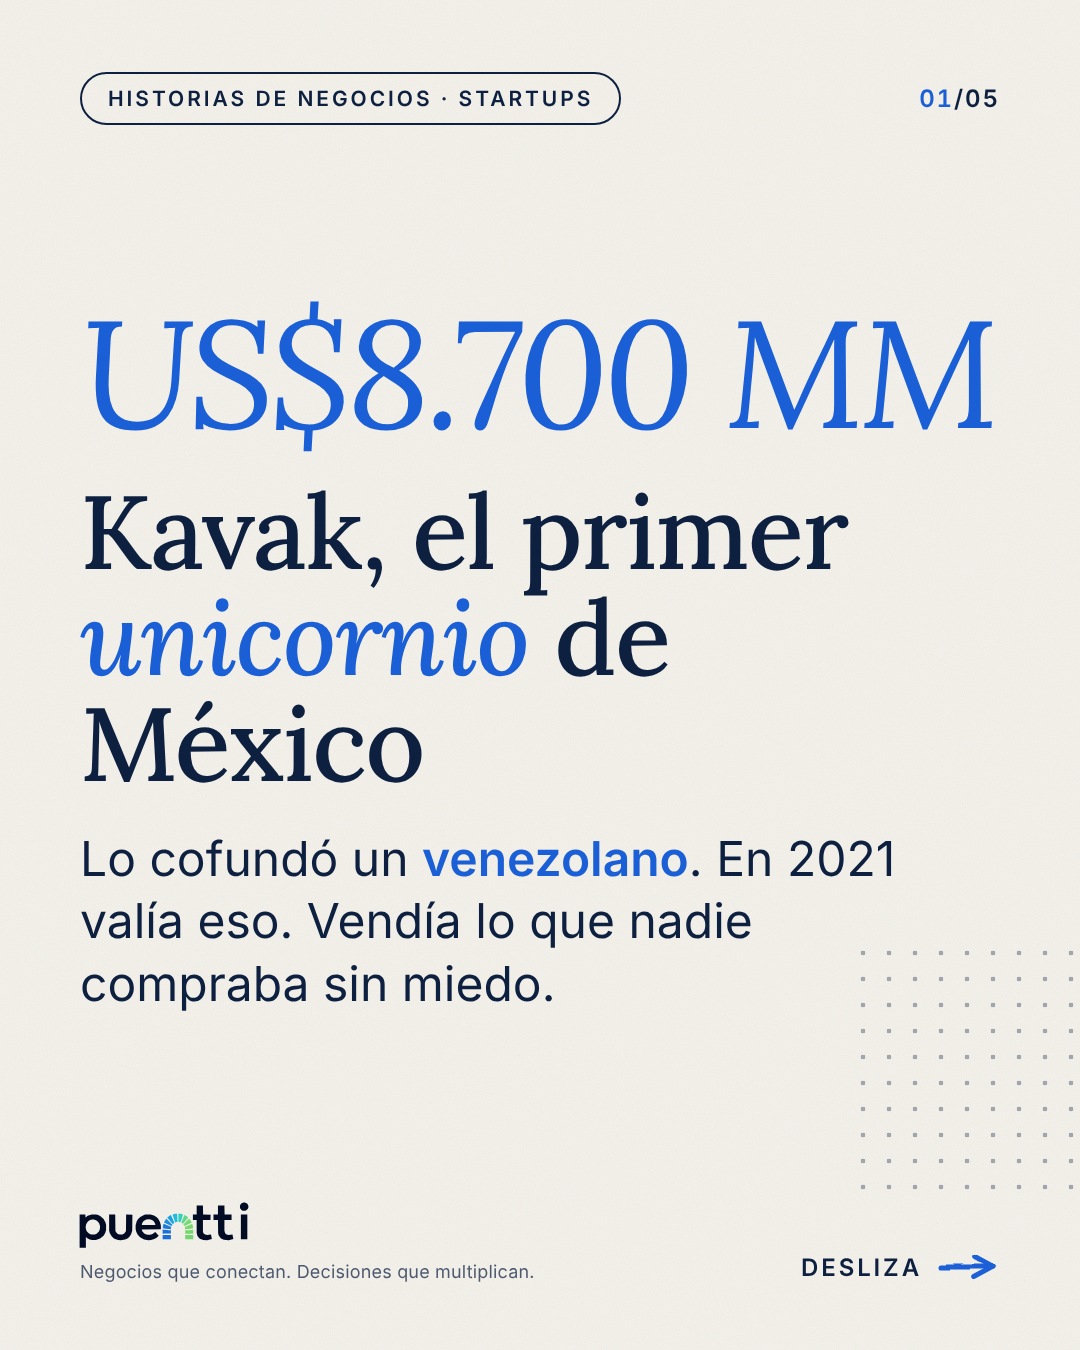 HISTORIAS DE NEGOCIOS · STARTUPS
01/05
US$8.700 MM
Kavak, el primer
unicornio de
México
Lo cofundó un venezolano. En 2021
valía eso. Vendía lo que nadie
compraba sin miedo.
puentti
Negocios que conectan. Decisiones que multiplican.
DESLIZA